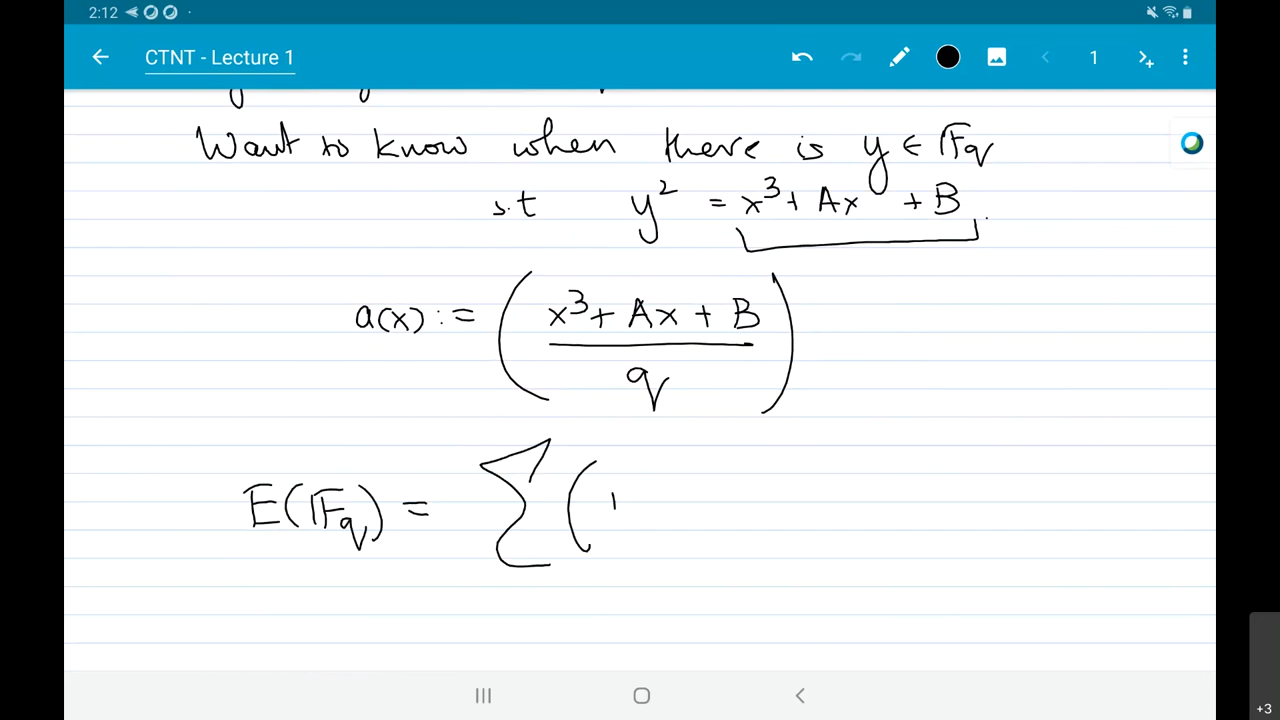 2:12
CTNT - Lecture 1
1
Want to know when there is y ∈ 𝔽q
s.t y² = x³ + Ax + B.
a(x) := ( x³ + Ax + B / q )
E(𝔽q) = ∑ ( 1
+3